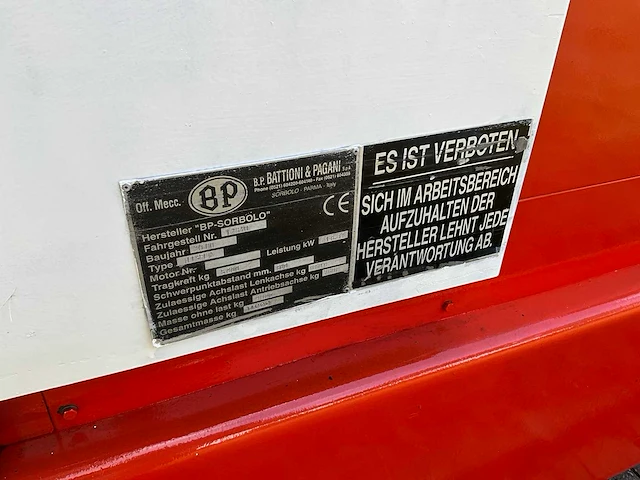 Off. Mecc.
BP
B.P. BATTIONI & PAGANI S.p.A.
SORBOLO - PARMA - Italy
CE
Hersteller "BP-SORBOLO"
Fahrgestell Nr.
Baujahr
Type
Leistung kW
Motor Nr.
Tragkraft kg
Schwerpunktabstand mm.
Zulaessige Achslast Lenkachse kg
Zulaessige Achslast Antriebsachse kg
Masse ohne last kg
Gesamtmasse kg
ES IST VERBOTEN
SICH IM ARBEITSBEREICH
AUFZUHALTEN DER
HERSTELLER LEHNT JEDE
VERANTWORTUNG AB.